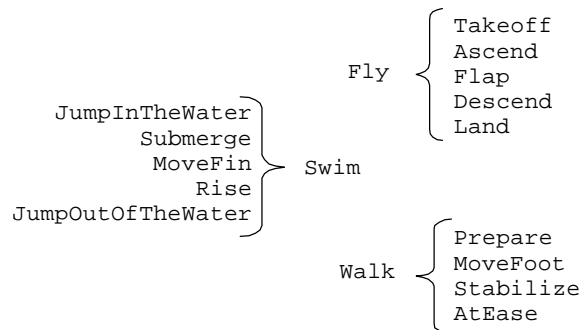 JumpInTheWater
Submerge
MoveFin
Rise
JumpOutOfTheWater
Swim
Fly
Takeoff
Ascend
Flap
Descend
Land
Walk
Prepare
MoveFoot
Stabilize
AtEase